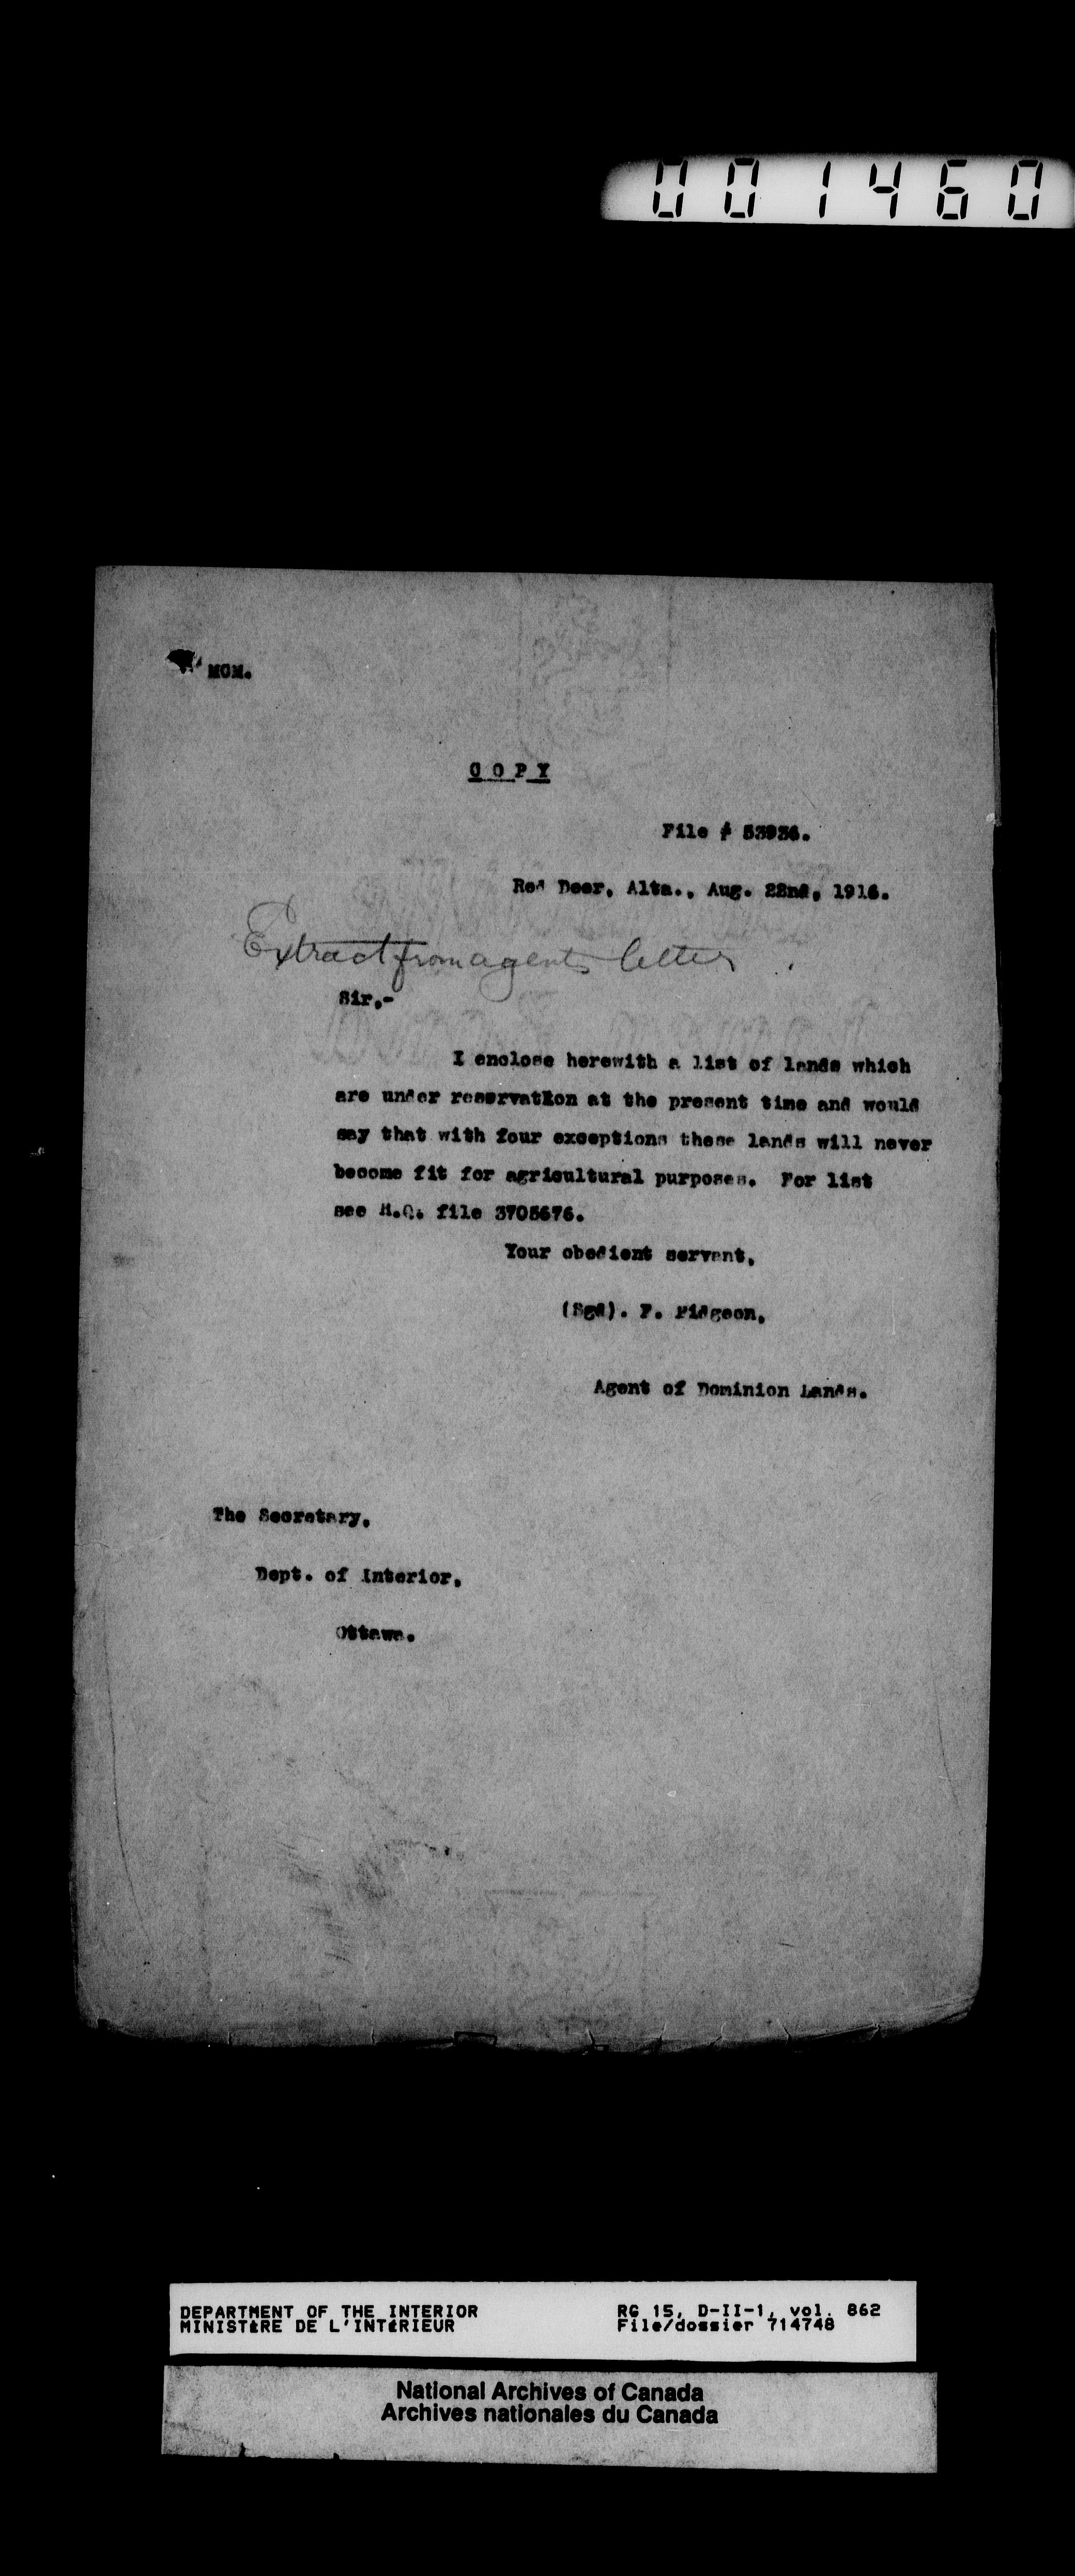 001460
MCM.
COPY
File # 53936.
Red Deer, Alta., Aug. 22nd, 1916.
Extract from agents letter.
Sir,-
I enclose herewith a list of lands which
are under reservation at the present time and would
say that with four exceptions these lands will never
become fit for agricultural purposes. For list
see H.Q. file 3705676.
Your obedient servant,
(Sgd). F. Pidgeon,
Agent of Dominion Lands.
The Secretary,
Dept. of Interior,
Ottawa.
DEPARTMENT OF THE INTERIOR
MINISTÈRE DE L'INTÉRIEUR
RG 15, D-II-1, vol. 862
File/dossier 714748
National Archives of Canada
Archives nationales du Canada